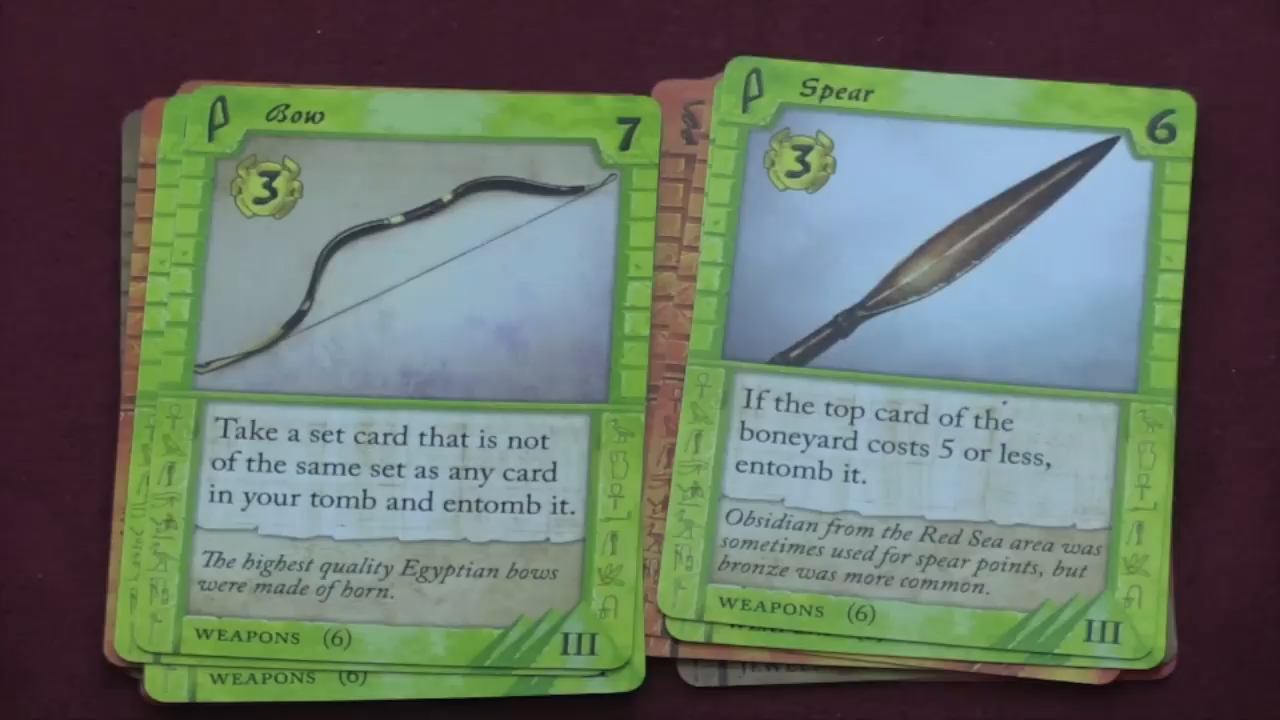 Bow
7
3
Take a set card that is not
of the same set as any card
in your tomb and entomb it.
The highest quality Egyptian bows
were made of horn.
WEAPONS (6)
III
WEAPONS (6)
Spear
6
3
If the top card of the
boneyard costs 5 or less,
entomb it.
Obsidian from the Red Sea area was
sometimes used for spear points, but
bronze was more common.
WEAPONS (6)
III